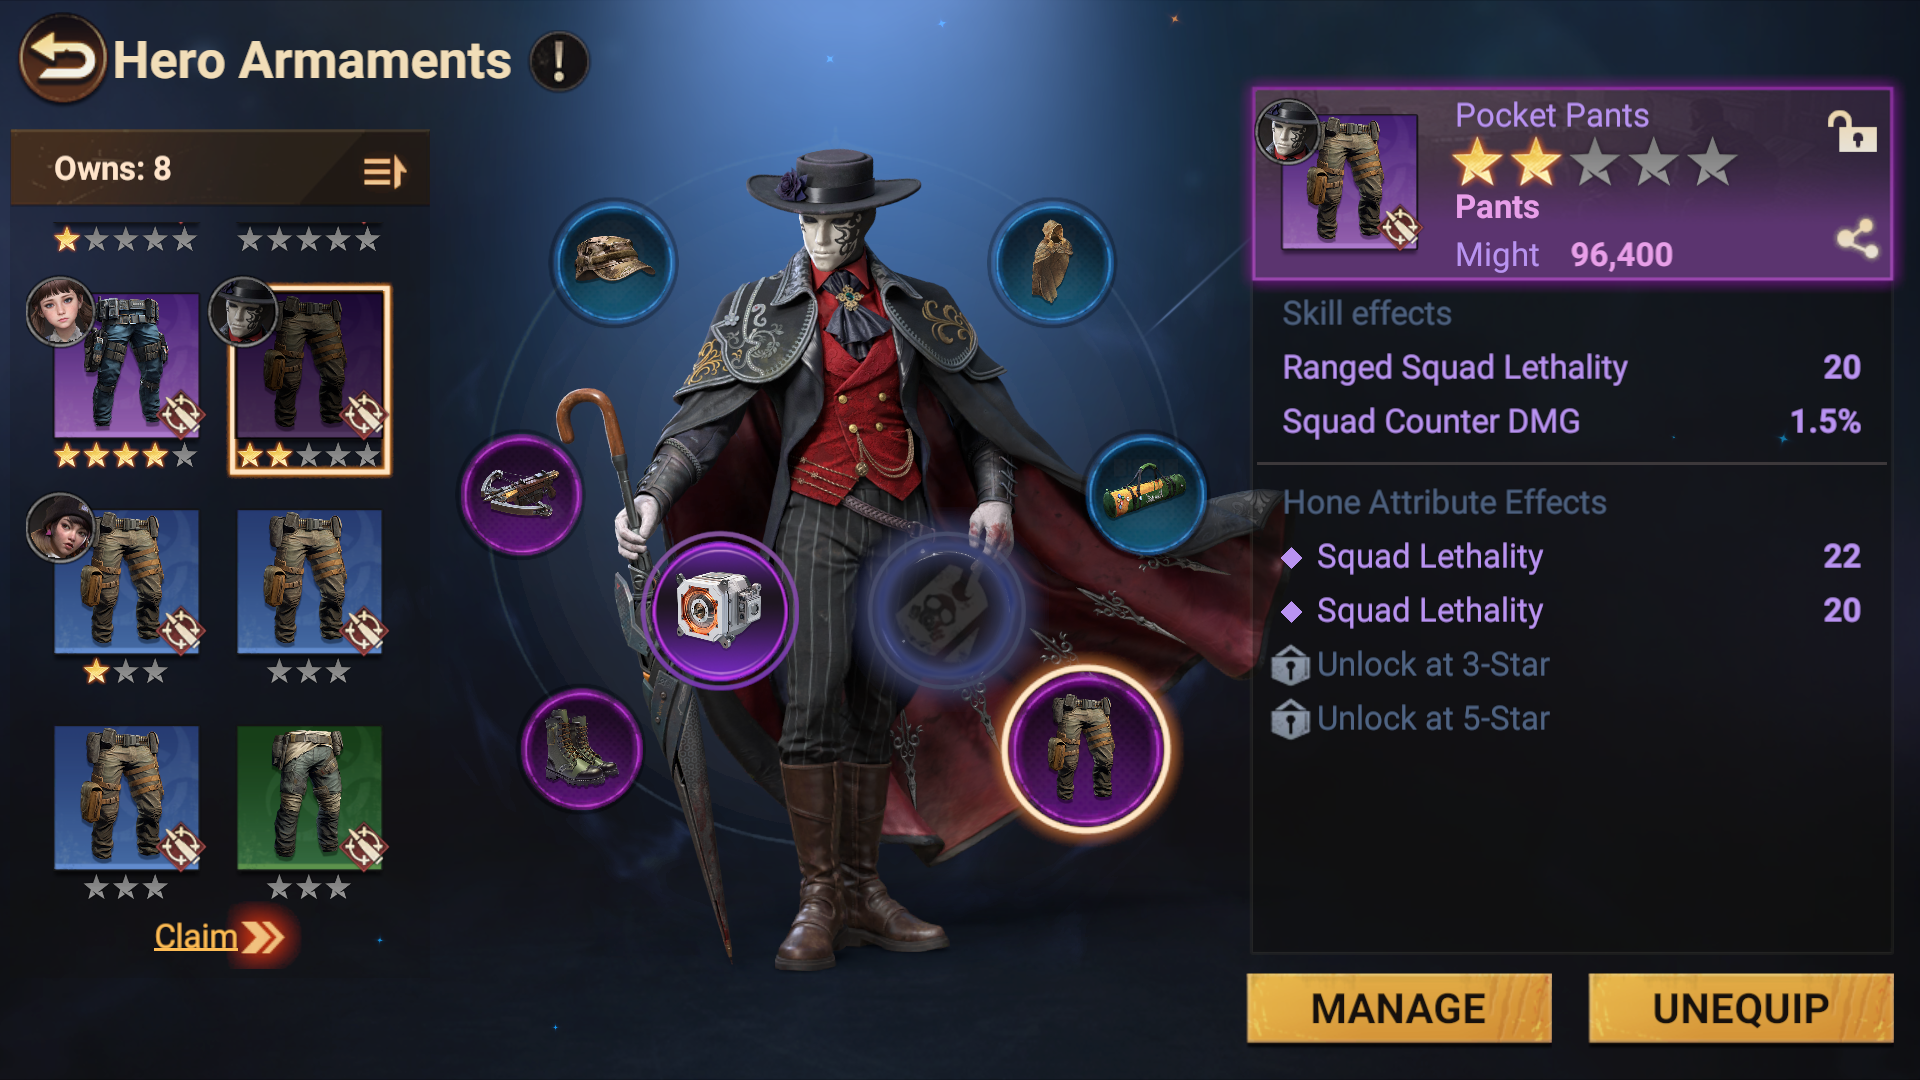 Hero Armaments
Owns: 8
Claim
Pocket Pants
Pants
Might 96,400
Skill effects
Ranged Squad Lethality 20
Squad Counter DMG 1.5%
Hone Attribute Effects
Squad Lethality 22
Squad Lethality 20
Unlock at 3-Star
Unlock at 5-Star
MANAGE
UNEQUIP